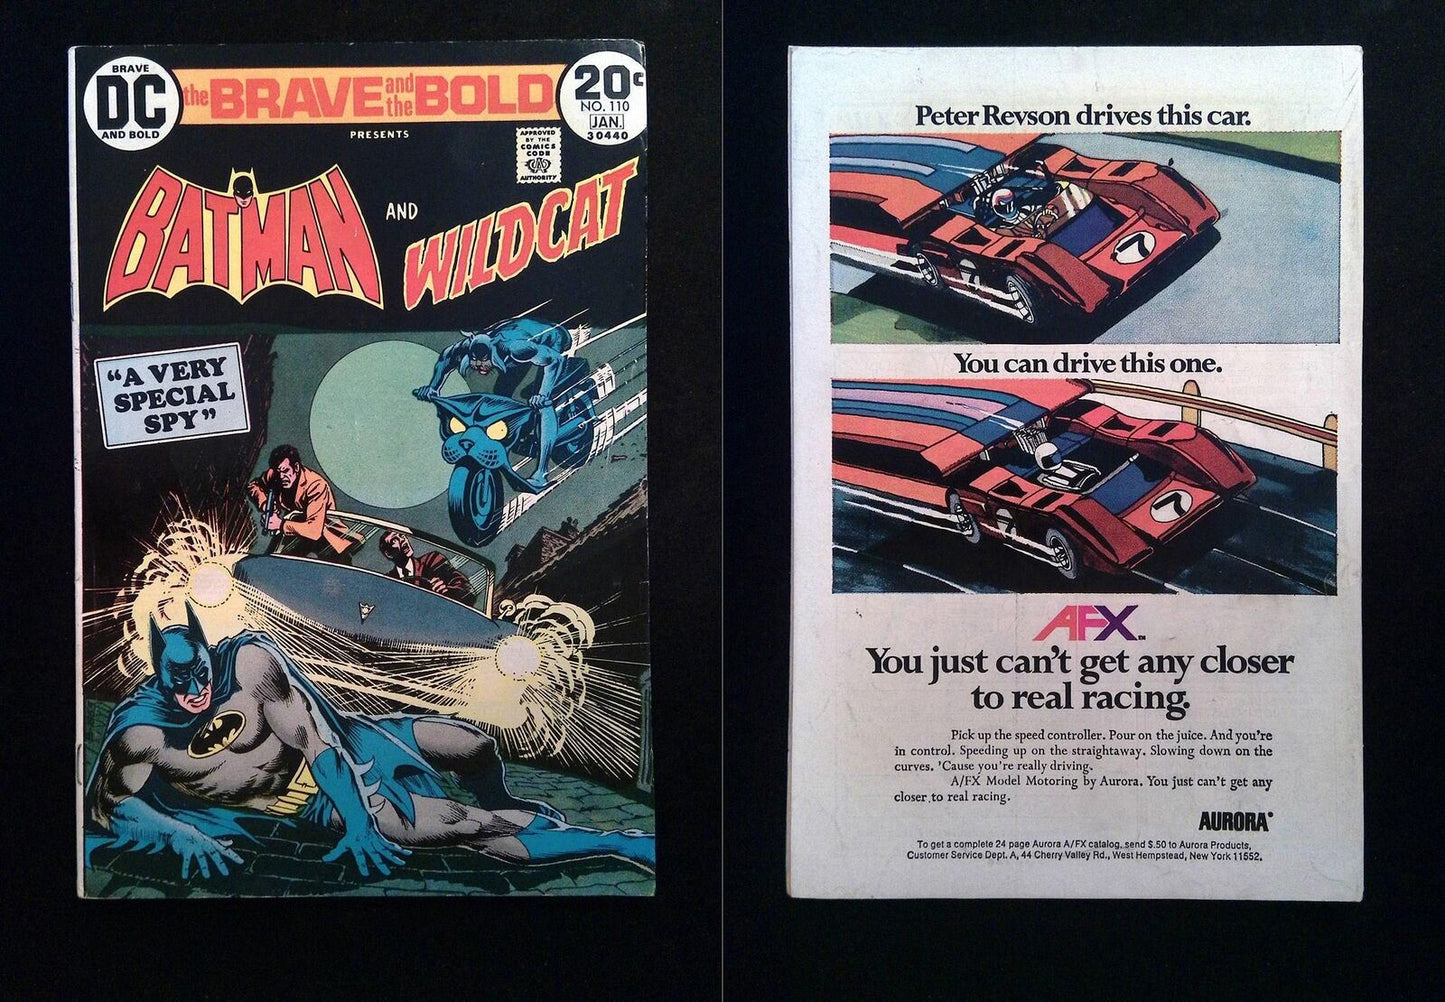 BRAVE
DC
AND BOLD
the BRAVE and the BOLD
20c
NO. 110
JAN.
30440
PRESENTS
APPROVED
BY THE
COMICS
CODE
CA
AUTHORITY
BATMAN
AND
WILDCAT
"A VERY
SPECIAL
SPY"
Peter Revson drives this car.
7
7
You can drive this one.
7
7
AFX
You just can't get any closer
to real racing.
Pick up the speed controller. Pour on the juice. And you're
in control. Speeding up on the straightaway. Slowing down on the
curves. 'Cause you're really driving.
A/FX Model Motoring by Aurora. You just can't get any
closer to real racing.
AURORA®
To get a complete 24 page Aurora A/FX catalog, send $.50 to Aurora Products,
Customer Service Dept. A, 44 Cherry Valley Rd., West Hempstead, New York 11552.